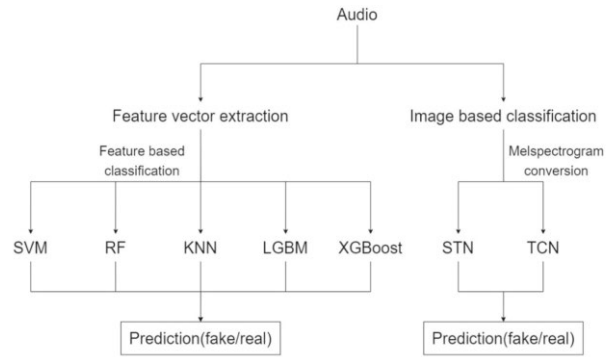 Audio
Feature vector extraction
Image based classification
Feature based
classification
Melspectrogram
conversion
SVM
RF
KNN
LGBM
XGBoost
STN
TCN
Prediction(fake/real)
Prediction(fake/real)